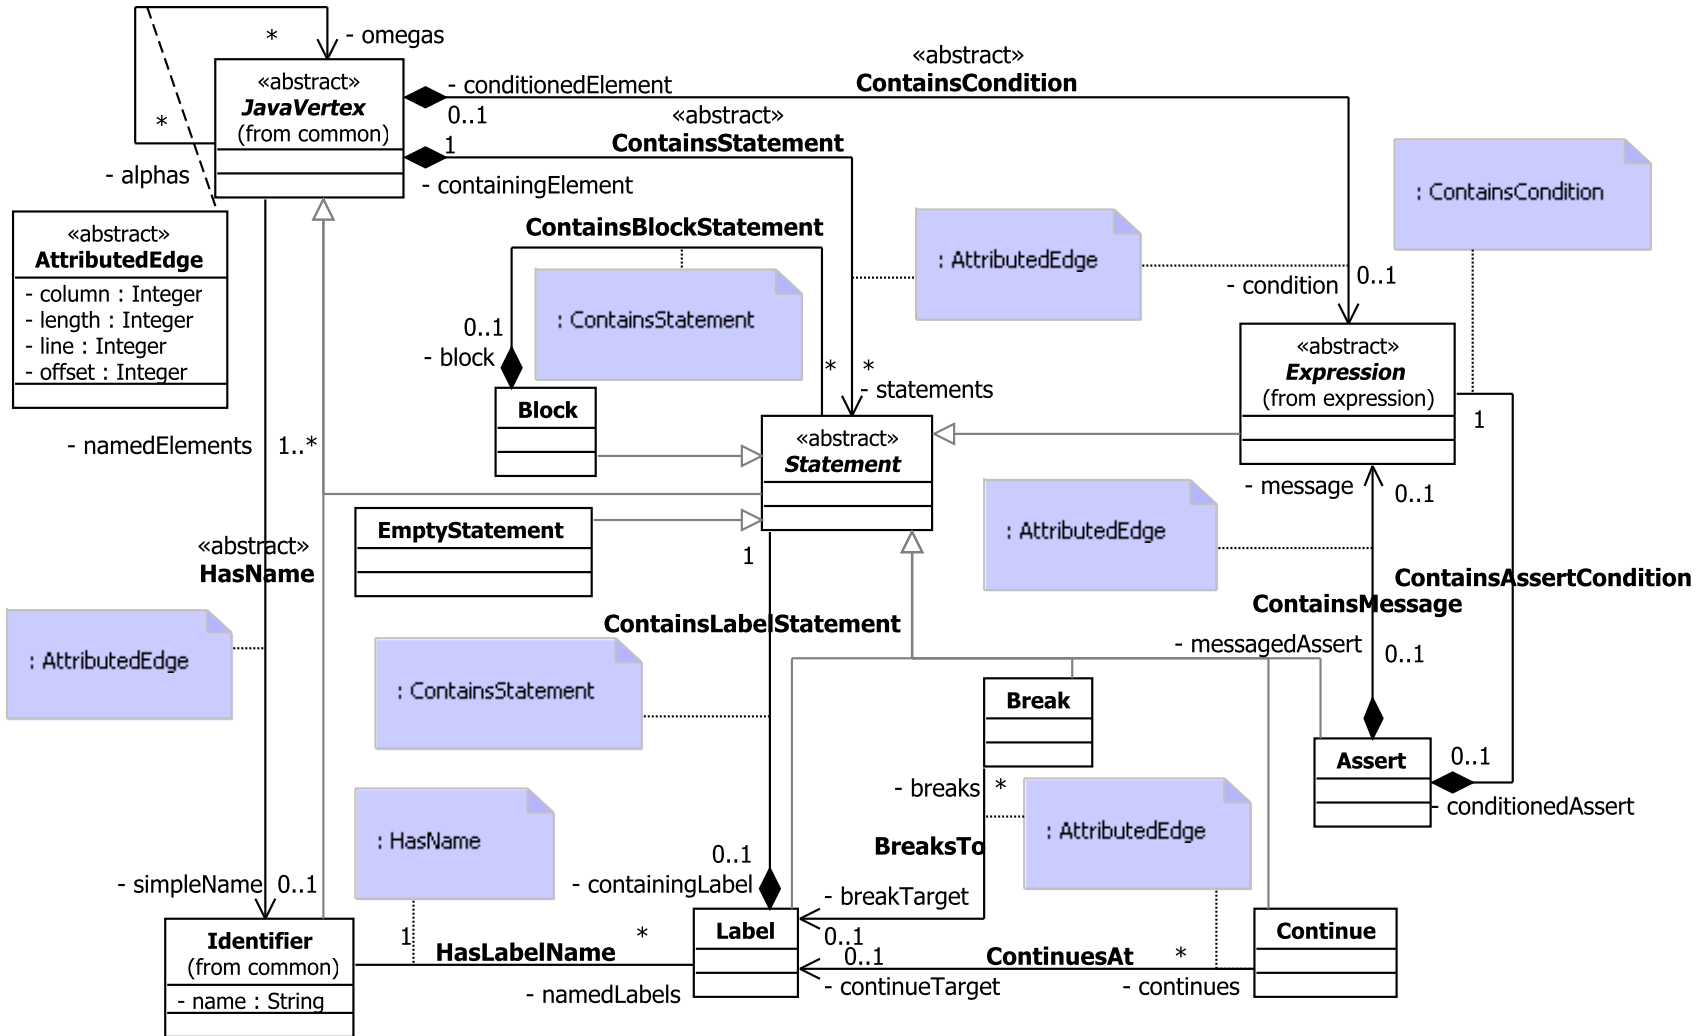 * - omegas
«abstract»
JavaVertex
(from common)
*
- alphas
- conditionedElement
0..1
«abstract»
ContainsCondition
«abstract»
1
ContainsStatement
- containingElement
: ContainsCondition
«abstract»
AttributedEdge
- column : Integer
- length : Integer
- line : Integer
- offset : Integer
ContainsBlockStatement
: ContainsStatement
: AttributedEdge
0..1
- condition
0..1
- block
* *
- statements
Block
«abstract»
Expression
(from expression)
1
«abstract»
Statement
- namedElements 1..*
- message 0..1
EmptyStatement
1
: AttributedEdge
«abstract»
HasName
ContainsAssertCondition
ContainsMessage
ContainsLabelStatement
- messagedAssert
0..1
: AttributedEdge
: ContainsStatement
Break
Assert
0..1
- conditionedAssert
- breaks *
: AttributedEdge
BreaksTo
: HasName
0..1
- containingLabel
- breakTarget
0..1
- simpleName 0..1
Identifier
(from common)
- name : String
1
HasLabelName
*
- namedLabels
Label
0..1
ContinuesAt
*
- continueTarget
- continues
Continue